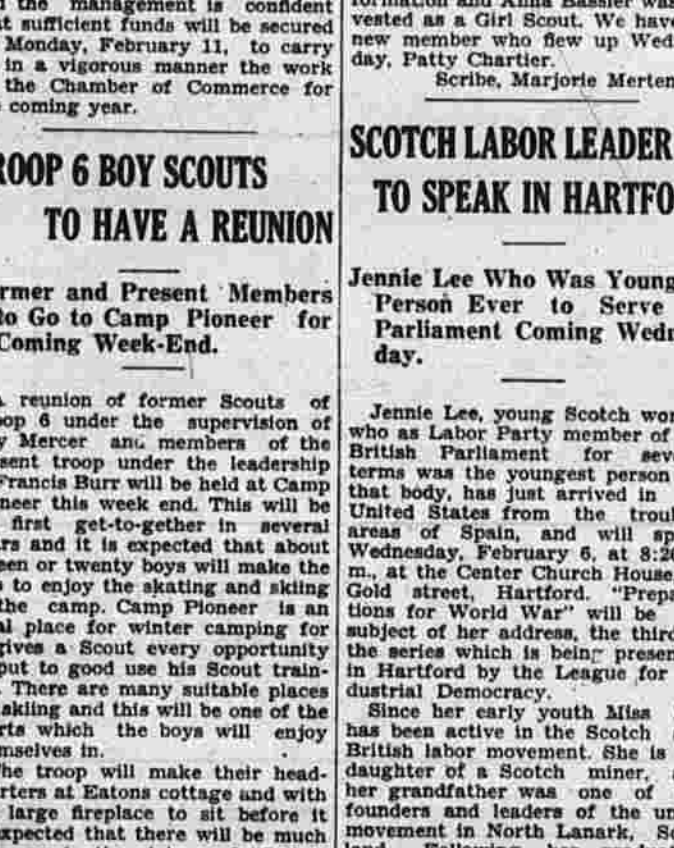 the management is confident
sufficient funds will be secured
Monday, February 11, to carry
in a vigorous manner the work
the Chamber of Commerce for
coming year.
ROOP 6 BOY SCOUTS
TO HAVE A REUNION
rmer and Present Members
to Go to Camp Pioneer for
Coming Week-End.
reunion of former Scouts of
oop 6 under the supervision of
y Mercer and members of the
sent troop under the leadership
Francis Burr will be held at Camp
neer this week end. This will be
first get-to-gether in several
rs and it is expected that about
een or twenty boys will make the
to enjoy the skating and skiing
the camp. Camp Pioneer is an
al place for winter camping for
gives a Scout every opportunity
put to good use his Scout train-
There are many suitable places
skiing and this will be one of the
rts which the boys will enjoy
mselves in.
he troop will make their head-
rters at Eatons cottage and with
large fireplace to sit before it
xpected that there will be much
formation and Anna Bassler was
vested as a Girl Scout. We have
new member who flew up Wed
day, Patty Chartier.
Scribe, Marjorie Merten
SCOTCH LABOR LEADER
TO SPEAK IN HARTFO
Jennie Lee Who Was Young
Person Ever to Serve
Parliament Coming Wedn
day.
Jennie Lee, young Scotch wo
who as Labor Party member of
British Parliament for sev
terms was the youngest person
that body, has just arrived in
United States from the trou
areas of Spain, and will sp
Wednesday, February 6, at 8:2
m., at the Center Church House
Gold street, Hartford. "Prepa
tions for World War" will be
subject of her address, the third
the series which is being presen
in Hartford by the League for
dustrial Democracy.
Since her early youth Miss
has been active in the Scotch
British labor movement. She is
daughter of a Scotch miner,
her grandfather was one of
founders and leaders of the un
movement in North Lanark, Sc